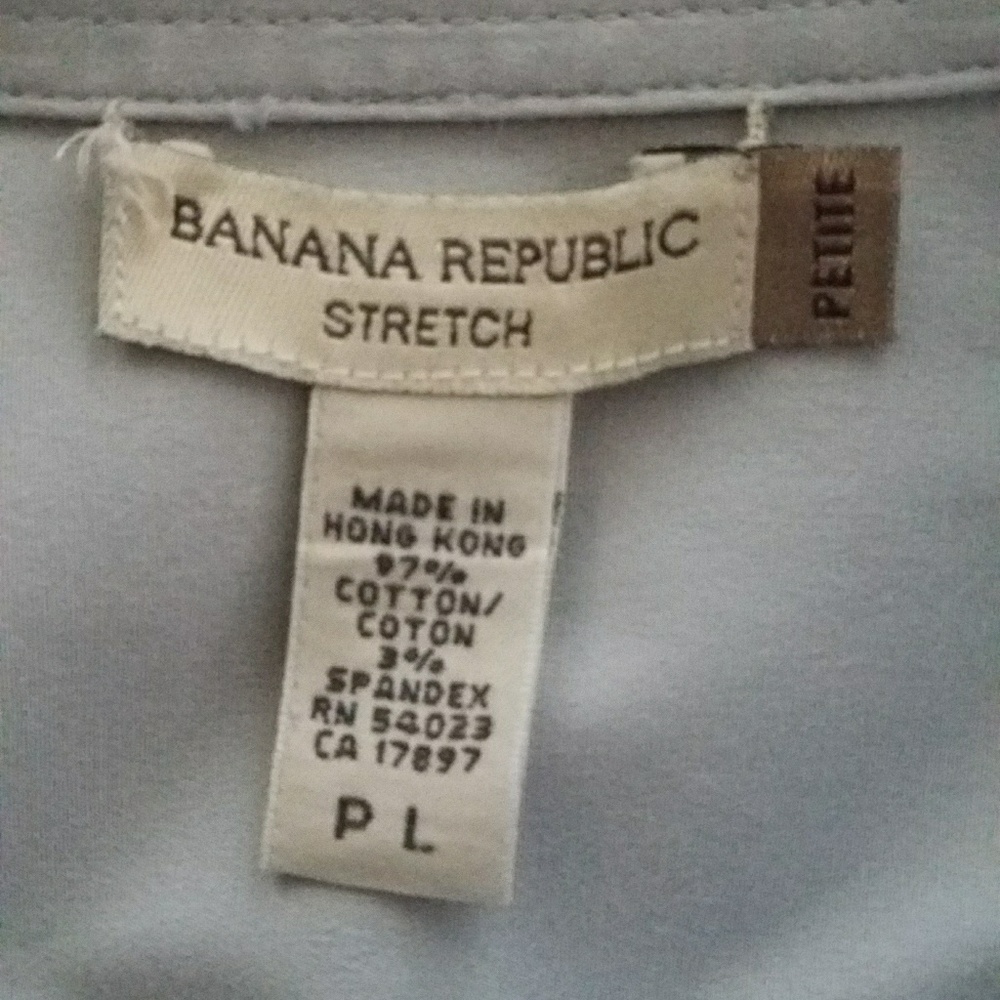 BANANA REPUBLIC
STRETCH
PETITE
MADE IN
HONG KONG
97%
COTTON/
COTON
3%
SPANDEX
RN 54023
CA 17897
P L